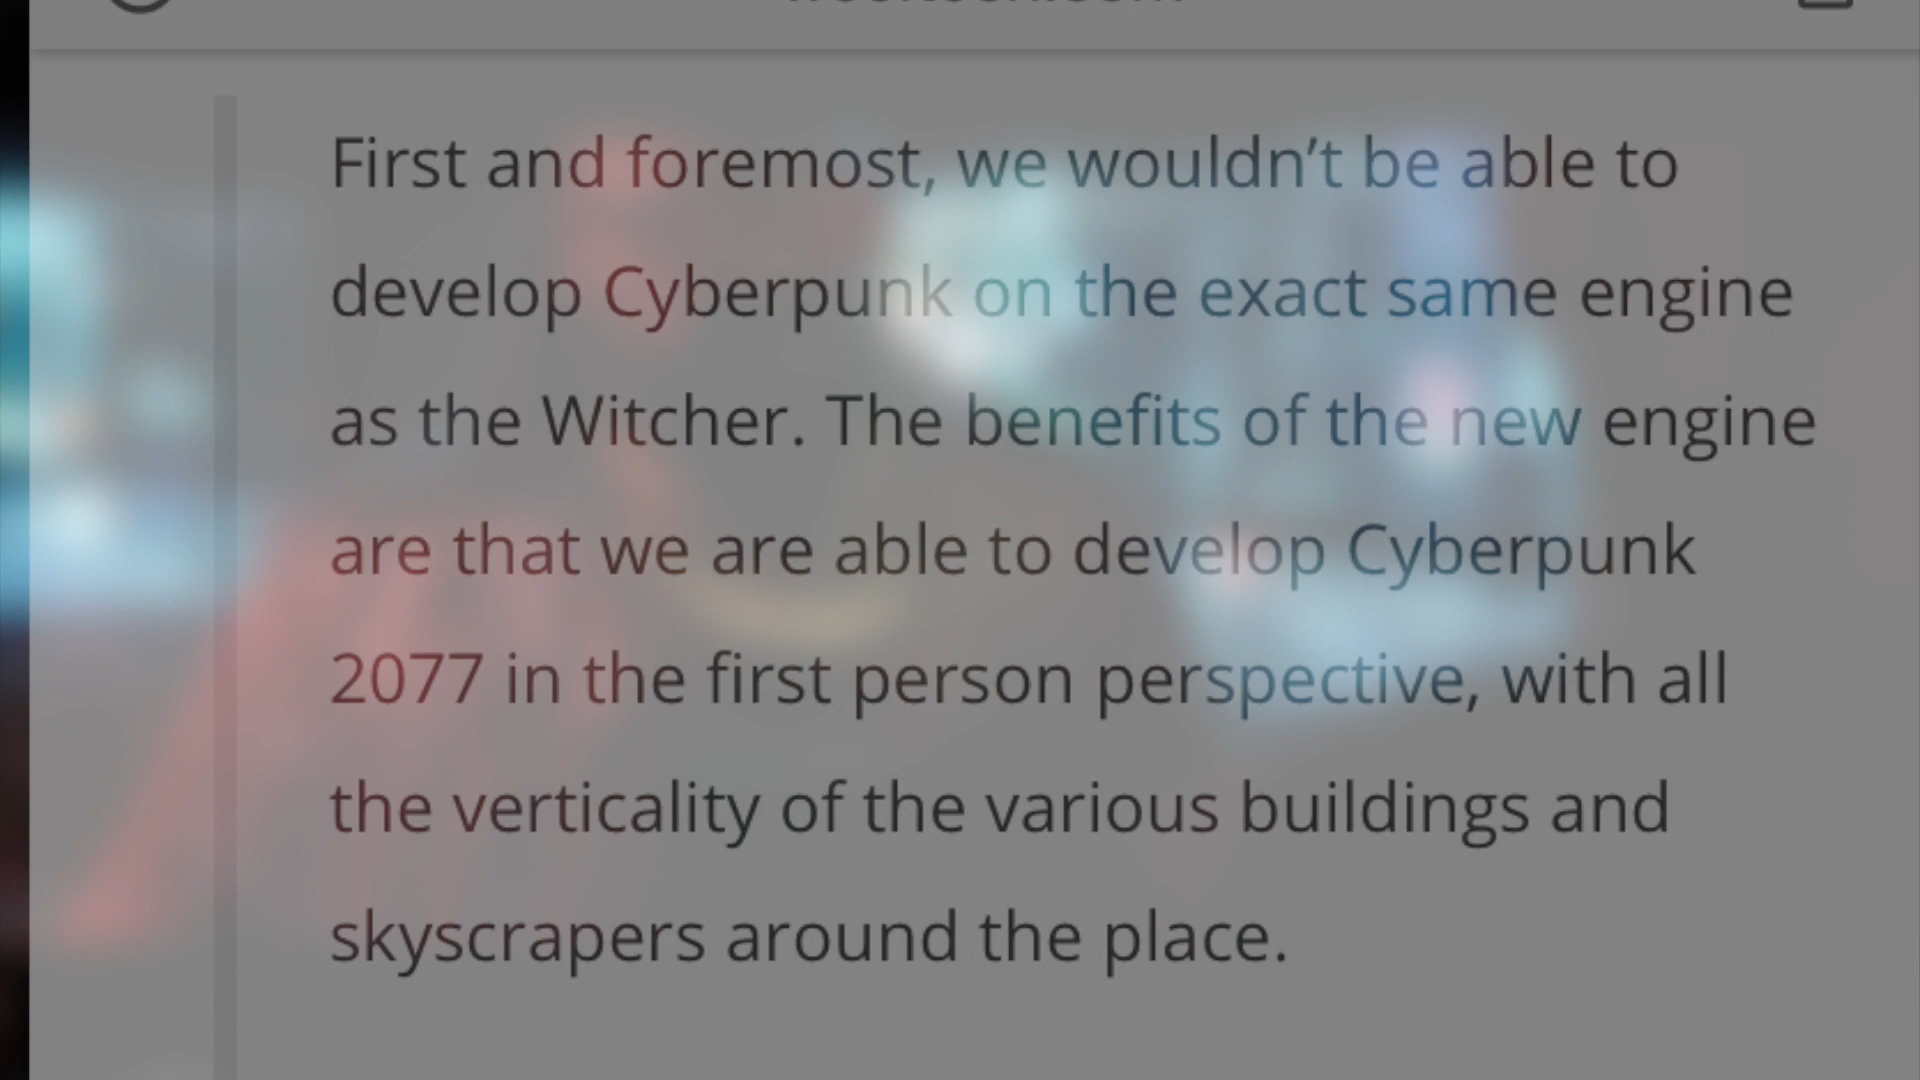 First and foremost, we wouldn’t be able to
develop Cyberpunk on the exact same engine
as the Witcher. The benefits of the new engine
are that we are able to develop Cyberpunk
2077 in the first person perspective, with all
the verticality of the various buildings and
skyscrapers around the place.